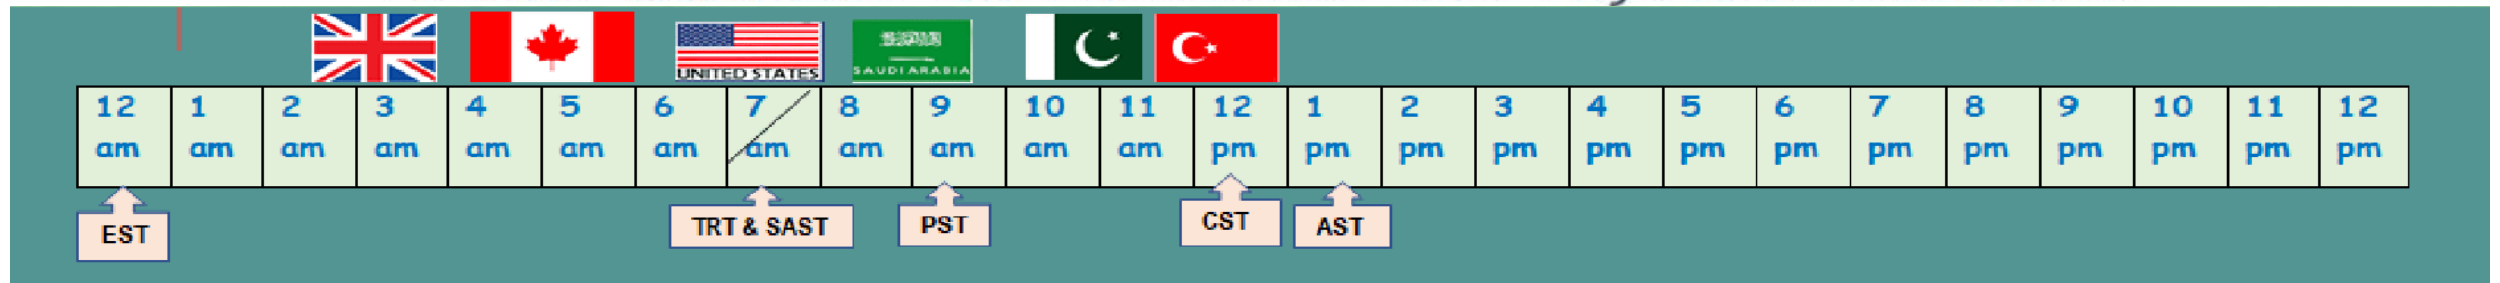 UNITED STATES
SAUDI ARABIA
12 1 2 3 4 5 6 7 8 9 10 11 12 1 2 3 4 5 6 7 8 9 10 11 12
am am am am am am am am am am am am pm pm pm pm pm pm pm pm pm pm pm pm pm
EST TRT & SAST PST CST AST